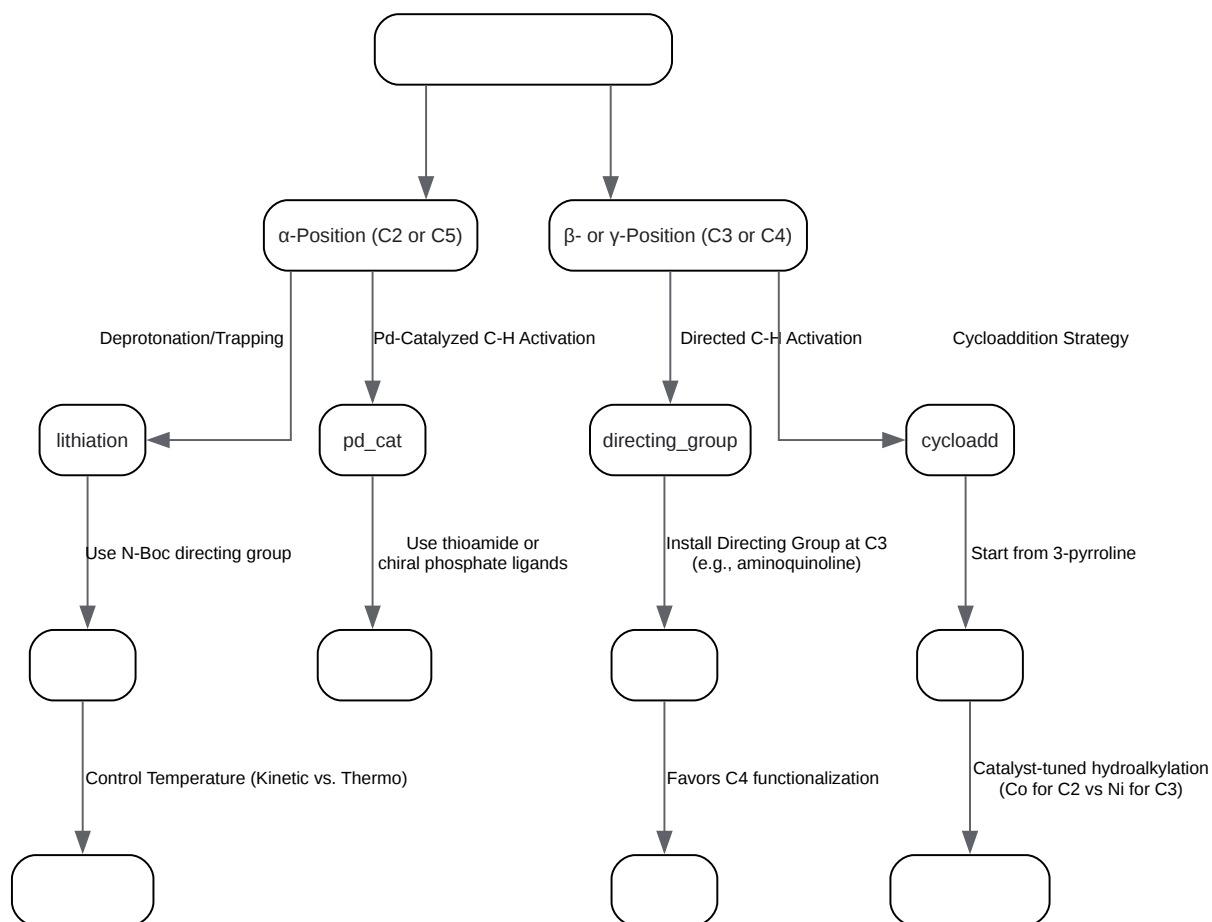 α-Position (C2 or C5)
β- or γ-Position (C3 or C4)
Deprotonation/Trapping
Pd-Catalyzed C-H Activation
Directed C-H Activation
Cycloaddition Strategy
lithiation
pd_cat
directing_group
cycloadd
Use N-Boc directing group
Use thioamide or
chiral phosphate ligands
Install Directing Group at C3
(e.g., aminoquinoline)
Start from 3-pyrroline
Control Temperature (Kinetic vs. Thermo)
Favors C4 functionalization
Catalyst-tuned hydroalkylation
(Co for C2 vs Ni for C3)